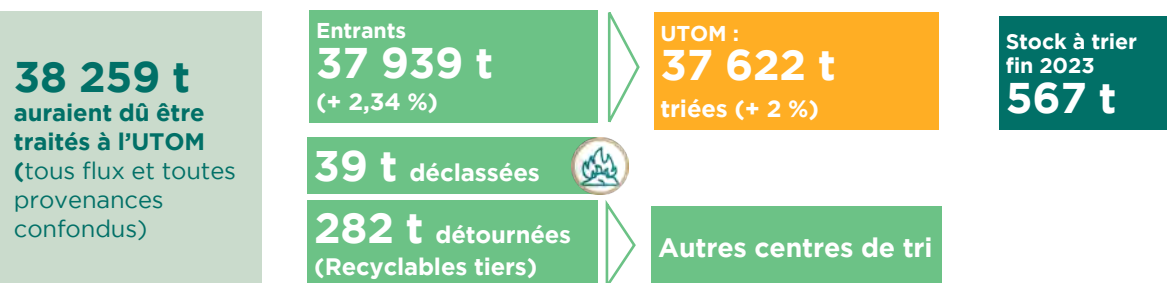 38 259 t
auraient dû être
traités à l'UTOM
(tous flux et toutes
provenances
confondus)
Entrants
37 939 t
(+ 2,34 %)
UTOM :
37 622 t
triées (+ 2 %)
Stock à trier
fin 2023
567 t
39 t déclassées
282 t détournées
(Recyclables tiers)
Autres centres de tri